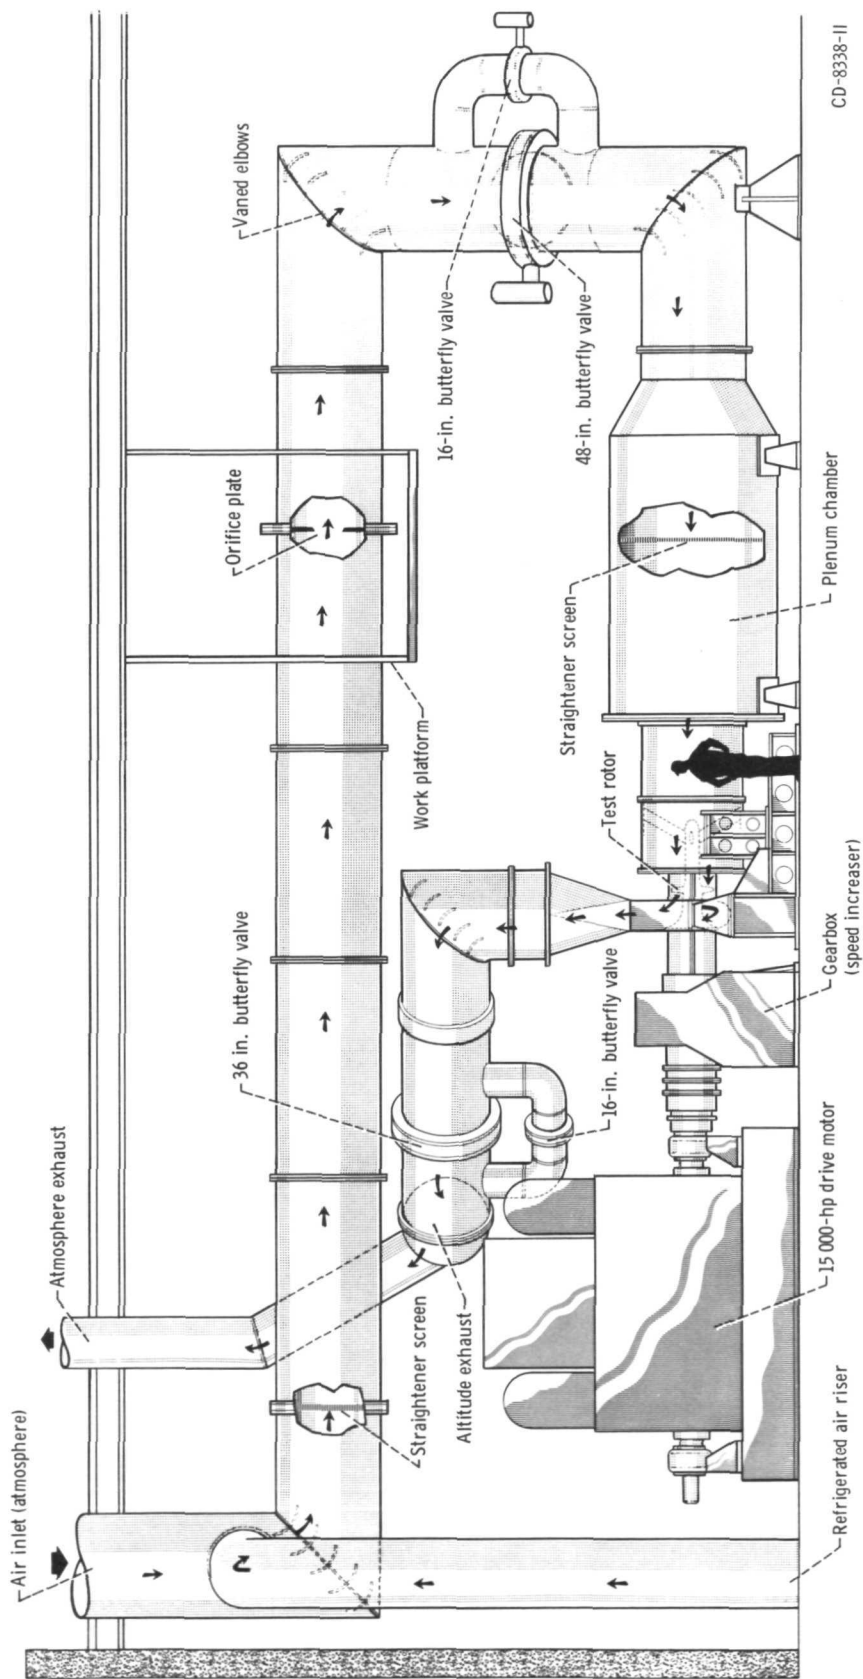 Air inlet (atmosphere)
Atmosphere exhaust
36 in. butterfly valve
Orifice plate
Vaned elbows
Work platform
16-in. butterfly valve
48-in. butterfly valve
Straightener screen
Altitude exhaust
16-in. butterfly valve
Test rotor
Straightener screen
Refrigerated air riser
15 000-hp drive motor
Gearbox
(speed increaser)
Plenum chamber
CD-8338-11